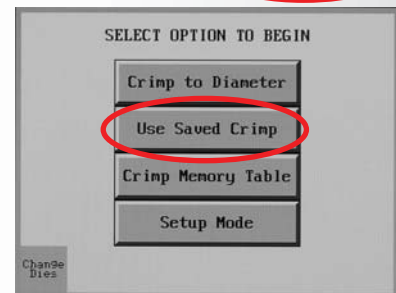 SELECT OPTION TO BEGIN
Crimp to Diameter
Use Saved Crimp
Crimp Memory Table
Setup Mode
Change
Dies